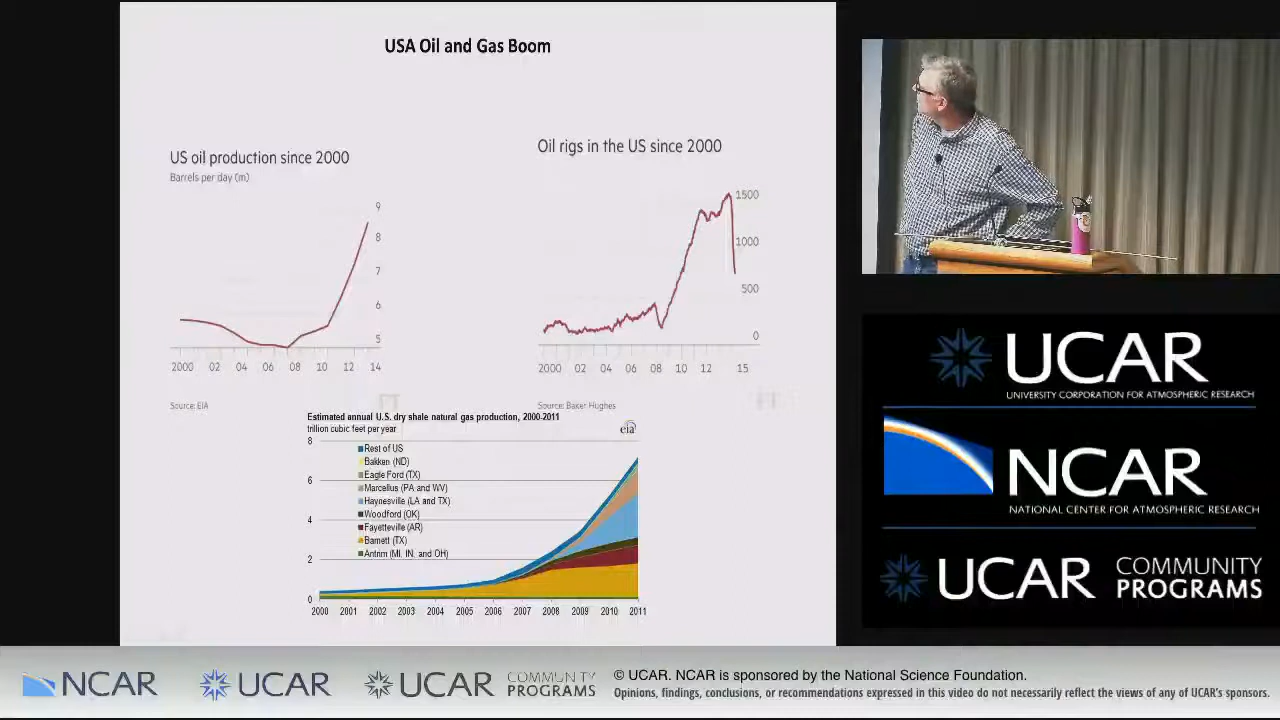 USA Oil and Gas Boom
US oil production since 2000
Barrels per day (m)
9
8
7
6
5
2000 02 04 06 08 10 12 14
Source: EIA
Oil rigs in the US since 2000
1500
1000
500
0
2000 02 04 06 08 10 12 15
Source: Baker Hughes
Estimated annual U.S. dry shale natural gas production, 2000-2011
trillion cubic feet per year
eia
8
6
4
2
0
Rest of US
Bakken (ND)
Eagle Ford (TX)
Marcellus (PA and WV)
Haynesville (LA and TX)
Woodford (OK)
Fayetteville (AR)
Barnett (TX)
Antrim (MI, IN, and OH)
2000 2001 2002 2003 2004 2005 2006 2007 2008 2009 2010 2011
UCAR
UNIVERSITY CORPORATION FOR ATMOSPHERIC RESEARCH
NCAR
NATIONAL CENTER FOR ATMOSPHERIC RESEARCH
UCAR COMMUNITY
PROGRAMS
NCAR UCAR UCAR COMMUNITY
PROGRAMS
© UCAR. NCAR is sponsored by the National Science Foundation.
Opinions, findings, conclusions, or recommendations expressed in this video do not necessarily reflect the views of any of UCAR's sponsors.